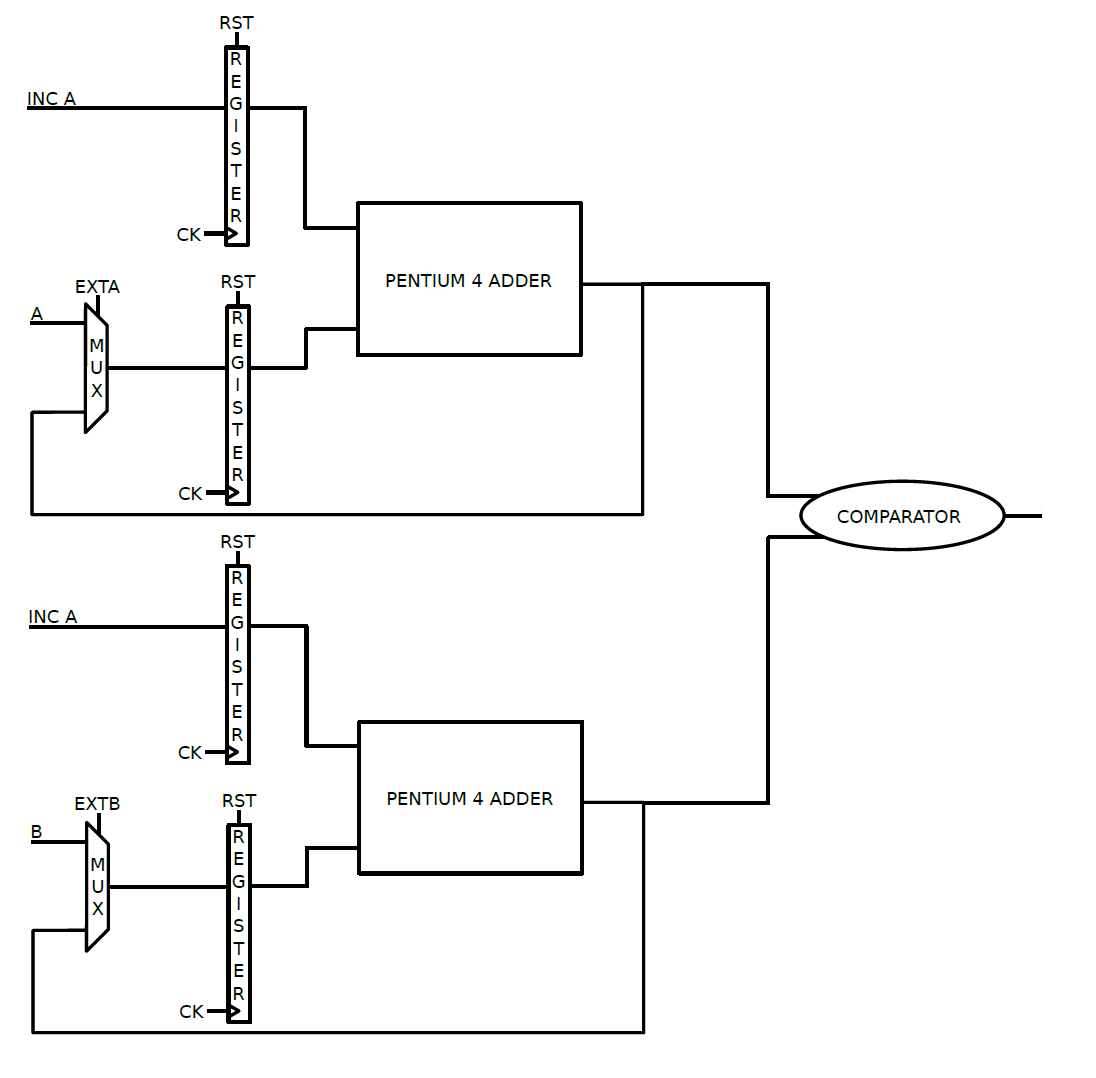 RST
REGISTER
INC A
CK
PENTIUM 4 ADDER
EXTA
A
MUX
RST
REGISTER
CK
COMPARATOR
RST
REGISTER
INC A
CK
PENTIUM 4 ADDER
EXTB
B
MUX
RST
REGISTER
CK